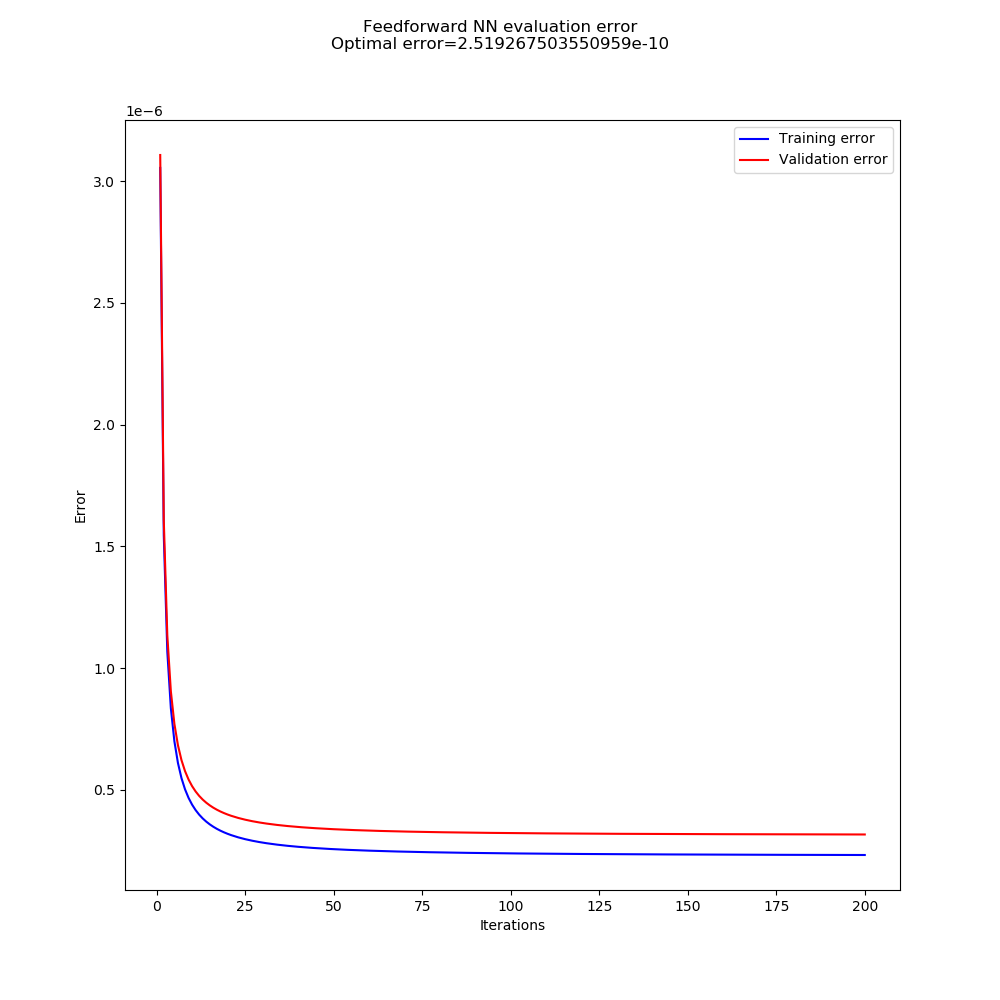 Feedforward NN evaluation error
Optimal error=2.519267503550959e-10
1e−6
Training error
Validation error
3.0
2.5
2.0
1.5
1.0
0.5
Error
0 25 50 75 100 125 150 175 200
Iterations